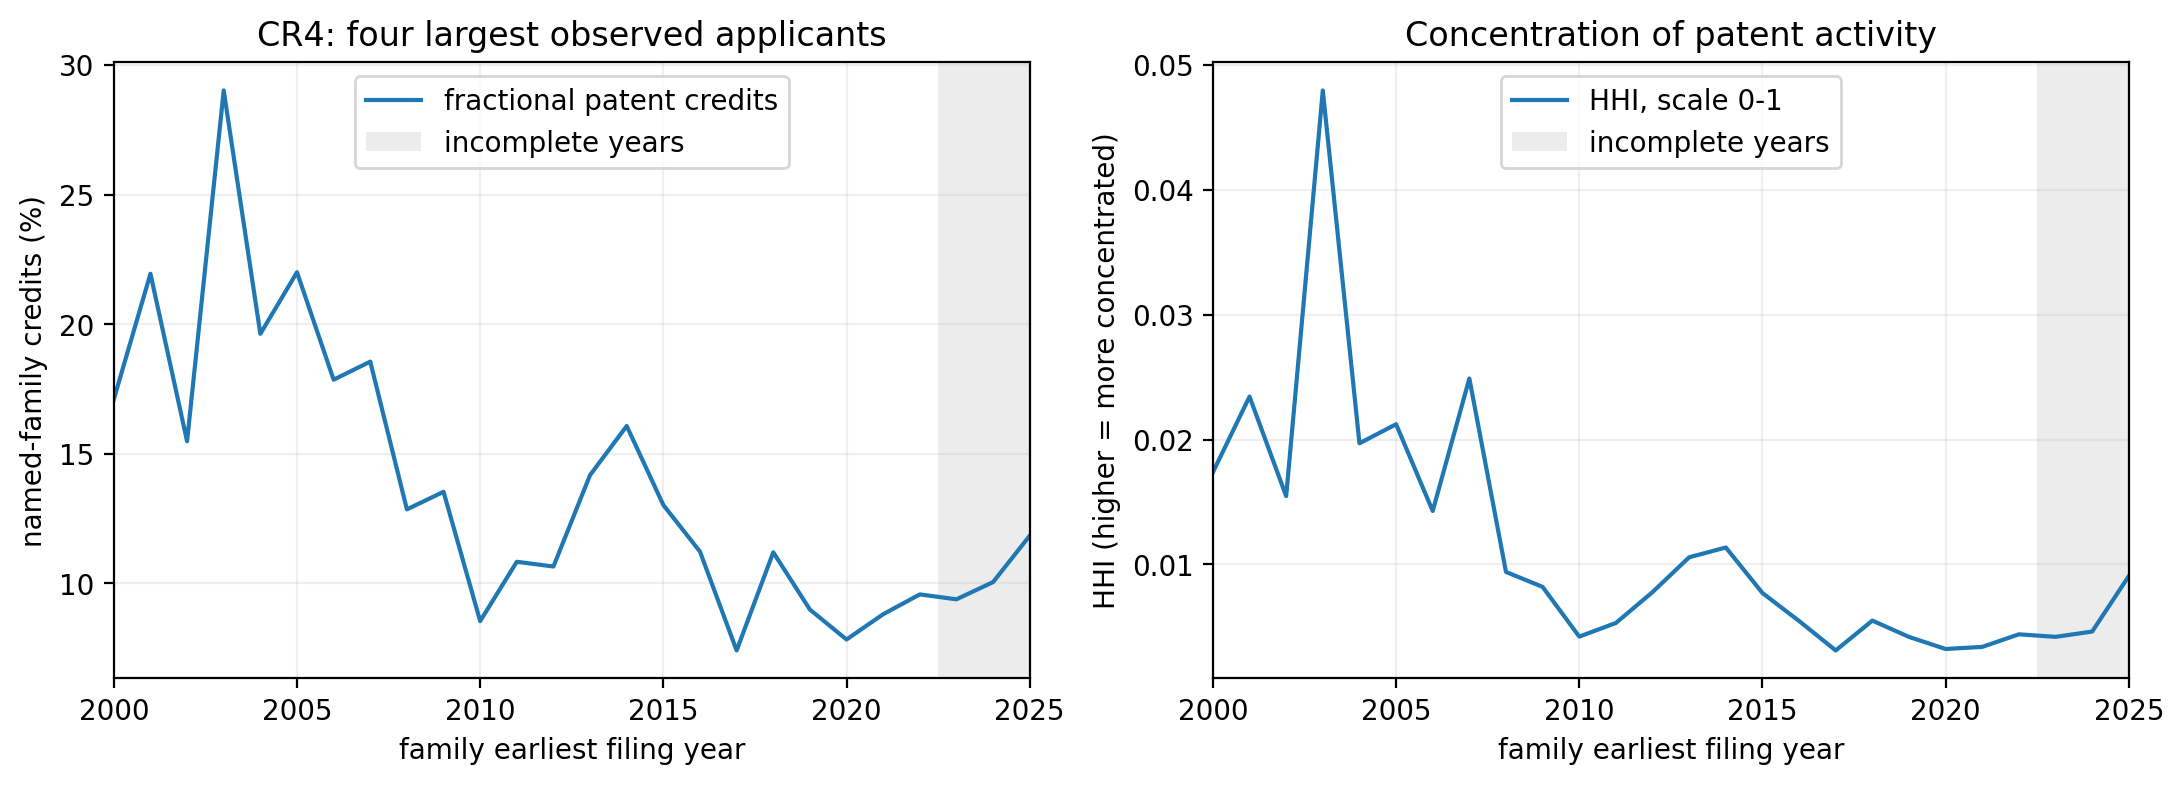 CR4: four largest observed applicants
fractional patent credits
incomplete years
named-family credits (%)
30
25
20
15
10
2000
2005
2010
2015
2020
2025
family earliest filing year
Concentration of patent activity
HHI, scale 0-1
incomplete years
HHI (higher = more concentrated)
0.05
0.04
0.03
0.02
0.01
2000
2005
2010
2015
2020
2025
family earliest filing year